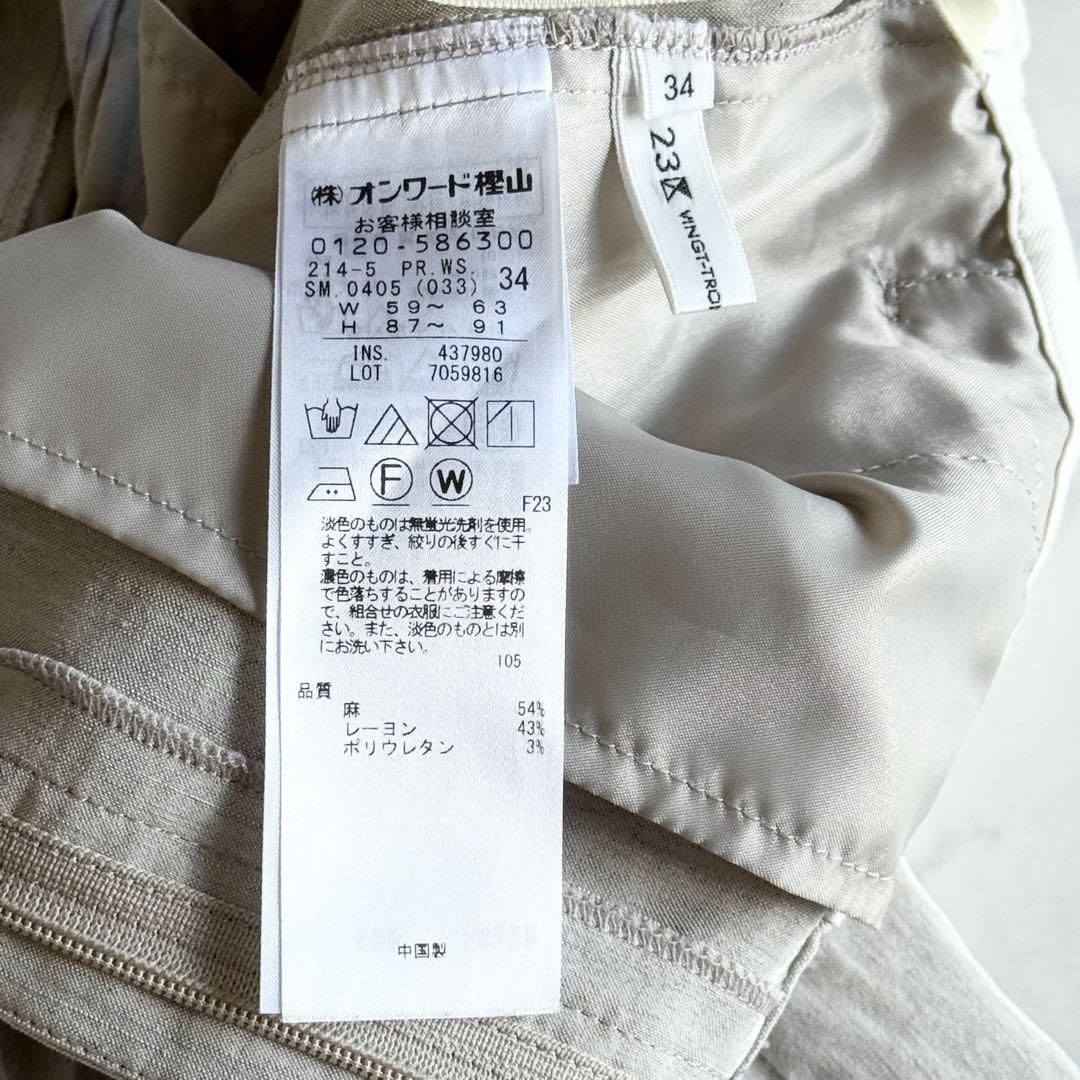 (株)オンワード樫山
お客様相談室
0120-586300
214-5 PR.WS.
SM.0405 (033) 34
W 59～ 63
H 87～ 91
INS. 437980
LOT 7059816
F W
F23
淡色のものは無蛍光洗剤を使用。
よくすすぎ、絞りの後すぐに干
すこと。
濃色のものは、着用による摩擦
で色落ちすることがありますの
で、組合せの衣服にご注意くだ
さい。また、淡色のものとは別
にお洗い下さい。
105
品質
麻 54%
レーヨン 43%
ポリウレタン 3%
中国製
34
23区